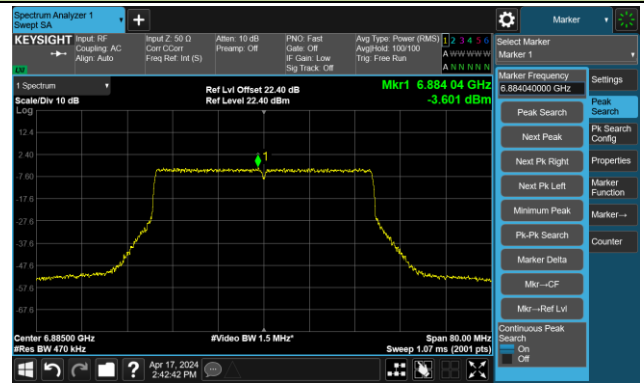 Spectrum Analyzer 1
Swept SA
Marker
KEYSIGHT
Input: RF
Coupling: AC
Align: Auto
Input Z: 50 Ω
Corr CCorr
Freq Ref: Int (S)
Atten: 10 dB
Preamp: Off
PNO: Fast
Gate: Off
IF Gain: Low
Sig Track: Off
Avg Type: Power (RMS)
Avg|Hold: 100/100
Trig: Free Run
1 2 3 4 5 6
A W W W W W
A N N N N N
Select Marker
Marker 1
1 Spectrum
Scale/Div 10 dB
Ref Lvl Offset 22.40 dB
Ref Level 22.40 dBm
Mkr1 6.884 04 GHz
-3.601 dBm
Log
12.4
2.40
-7.60
-17.6
-27.6
-37.6
-47.6
-57.6
-67.6
1
Center 6.88500 GHz
#Res BW 470 kHz
#Video BW 1.5 MHz*
Span 80.00 MHz
Sweep 1.07 ms (2001 pts)
Marker Frequency
6.884040000 GHz
Peak Search
Next Peak
Next Pk Right
Next Pk Left
Minimum Peak
Pk-Pk Search
Marker Delta
Mkr→CF
Mkr→Ref Lvl
Continuous Peak
Search
On
Off
Settings
Peak
Search
Pk Search
Config
Properties
Marker
Function
Marker→
Counter
Apr 17, 2024
2:42:42 PM